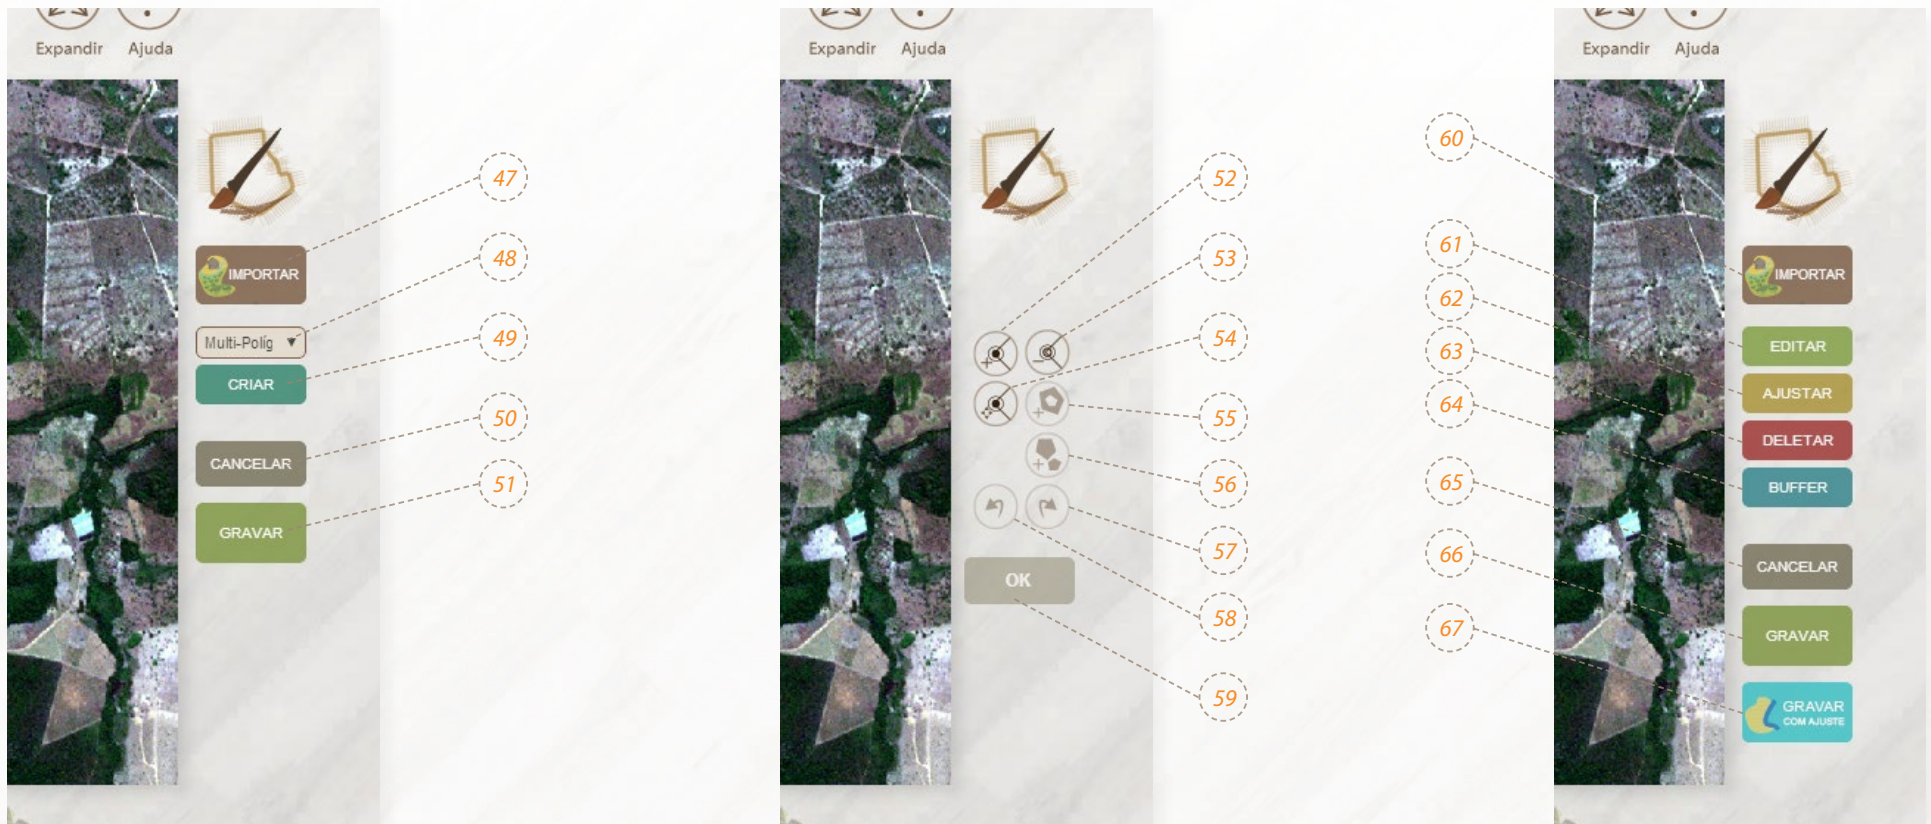 Expandir Ajuda
47
IMPORTAR
48
Multi-Políg
49
CRIAR
50
CANCELAR
51
GRAVAR
Expandir Ajuda
52
53
54
55
56
57
58
59
OK
Expandir Ajuda
60
61
62
63
64
65
66
67
IMPORTAR
EDITAR
AJUSTAR
DELETAR
BUFFER
CANCELAR
GRAVAR
GRAVAR
COM AJUSTE